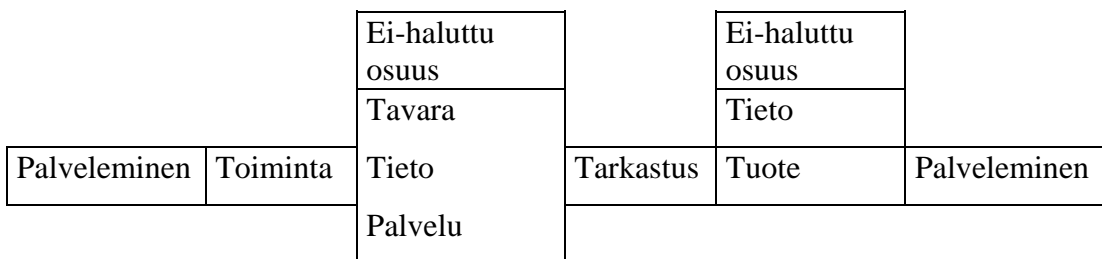 Ei-haluttu Ei-haluttu
osuus osuus
Tavara Tieto
Palveleminen Toiminta Tieto Tarkastus Tuote Palveleminen
Palvelu